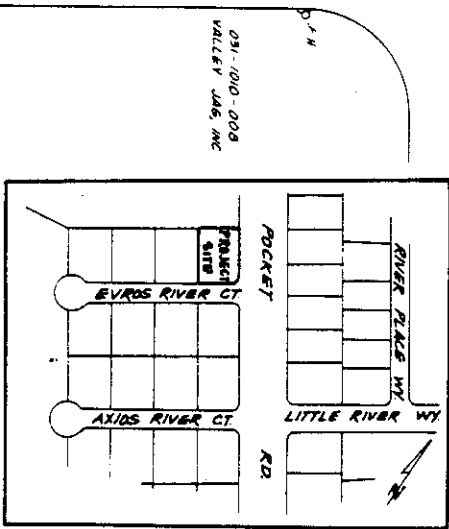 F H
031-1010-008
VALLEY JAG, INC
POCKET
RD.
RIVER PLACE WY.
PROJECT
SITE
EVROS RIVER CT.
AXIOS RIVER CT.
LITTLE RIVER WY.
N